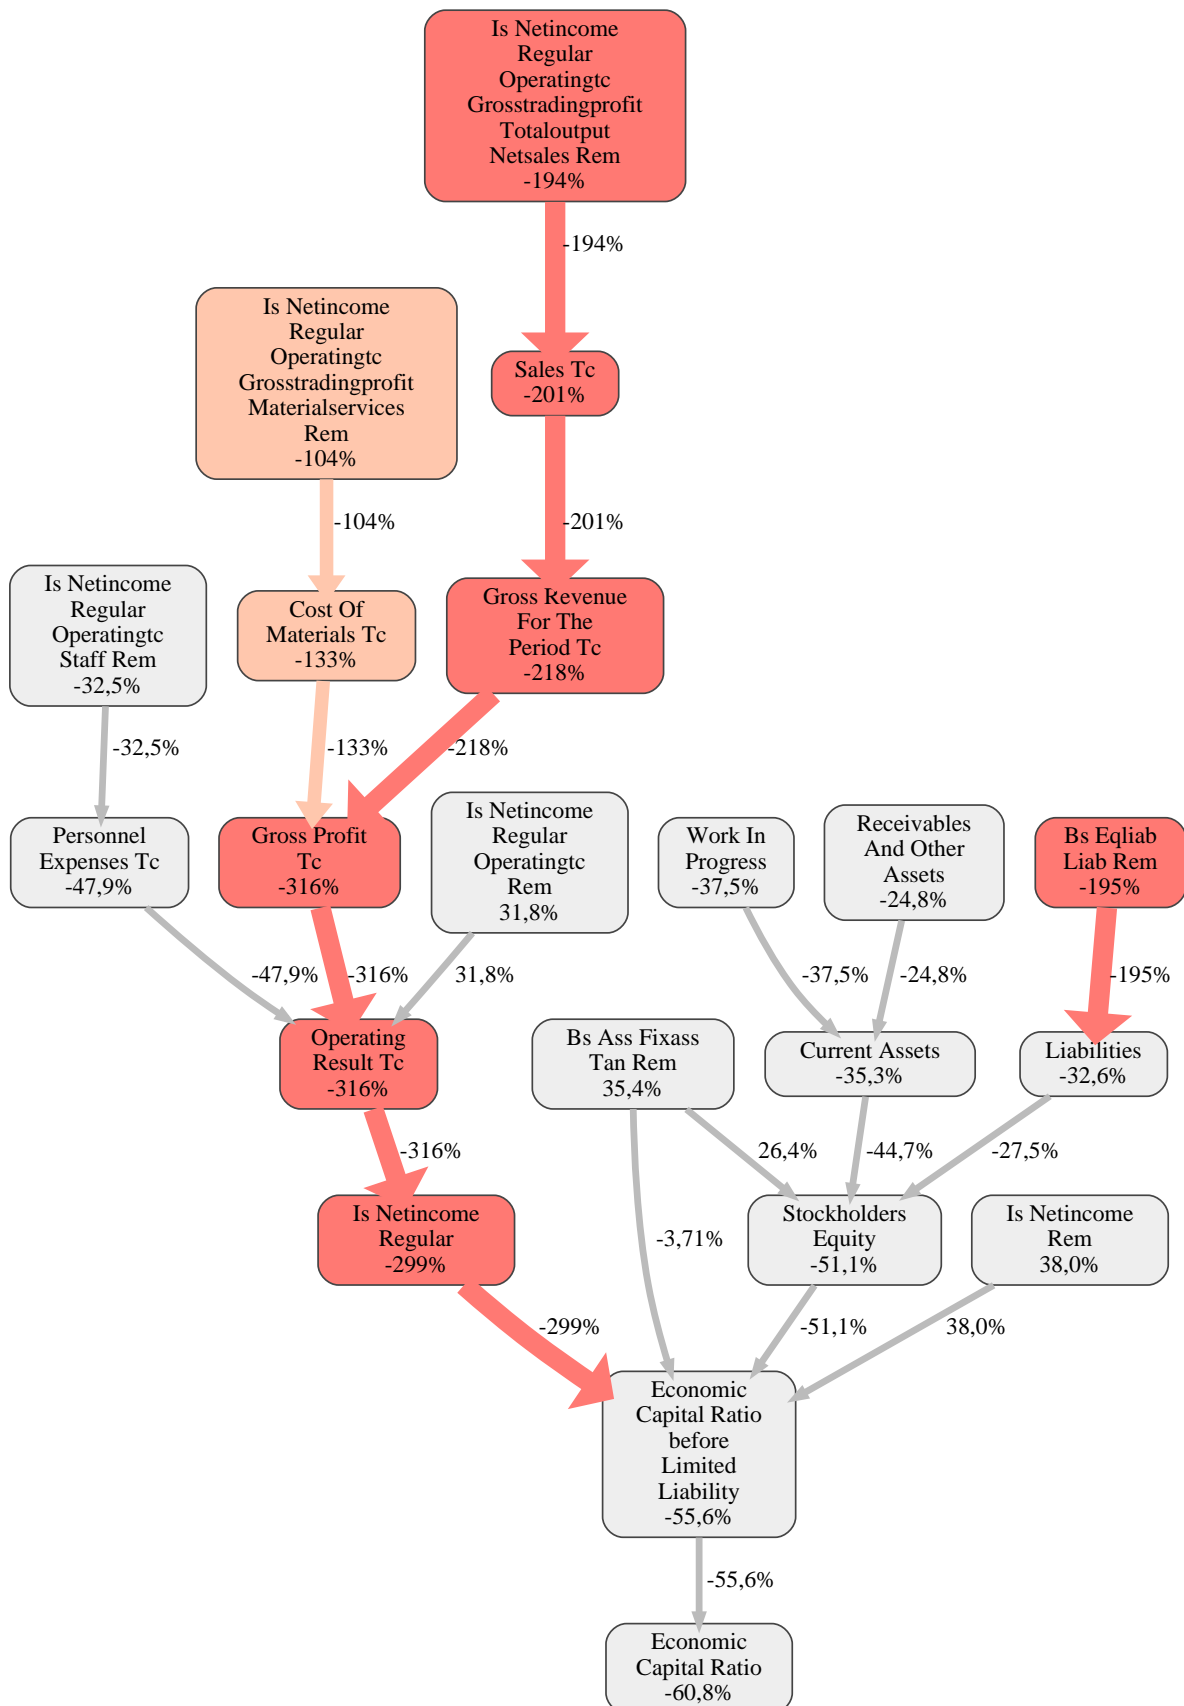 Is Netincome
Regular
Operatingtc
Grosstradingprofit
Totaloutput
Netsales Rem
-194%
-194%
Is Netincome
Regular
Operatingtc
Grosstradingprofit
Materialservices
Rem
-104%
Sales Tc
-201%
-104%
-201%
Is Netincome
Regular
Operatingtc
Staff Rem
-32,5%
Cost Of
Materials Tc
-133%
Gross Revenue
For The
Period Tc
-218%
-32,5%
-133%
-218%
Personnel
Expenses Tc
-47,9%
Gross Profit
Tc
-316%
Is Netincome
Regular
Operatingtc
Rem
31,8%
Work In
Progress
-37,5%
Receivables
And Other
Assets
-24,8%
Bs Eqliab
Liab Rem
-195%
-47,9%
-316%
31,8%
-37,5%
-24,8%
-195%
Operating
Result Tc
-316%
Bs Ass Fixass
Tan Rem
35,4%
Current Assets
-35,3%
Liabilities
-32,6%
-316%
26,4%
-44,7%
-27,5%
Is Netincome
Regular
-299%
-3,71%
Stockholders
Equity
-51,1%
Is Netincome
Rem
38,0%
-299%
-51,1%
38,0%
Economic
Capital Ratio
before
Limited
Liability
-55,6%
-55,6%
Economic
Capital Ratio
-60,8%